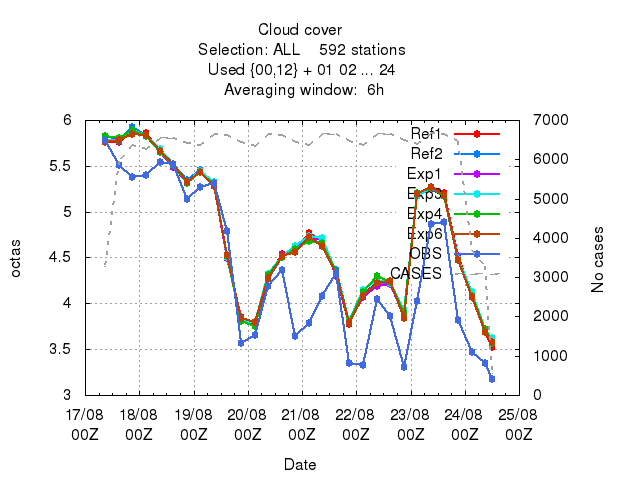 Cloud cover
Selection: ALL    592 stations
Used {00,12} + 01 02 ... 24
Averaging window:  6h
6
5.5
5
4.5
4
3.5
3
octas
7000
6000
5000
4000
3000
2000
1000
0
No cases
Ref1
Ref2
Exp1
Exp3
Exp4
Exp6
OBS
CASES
17/08 18/08 19/08 20/08 21/08 22/08 23/08 24/08 25/08
00Z 00Z 00Z 00Z 00Z 00Z 00Z 00Z 00Z
Date